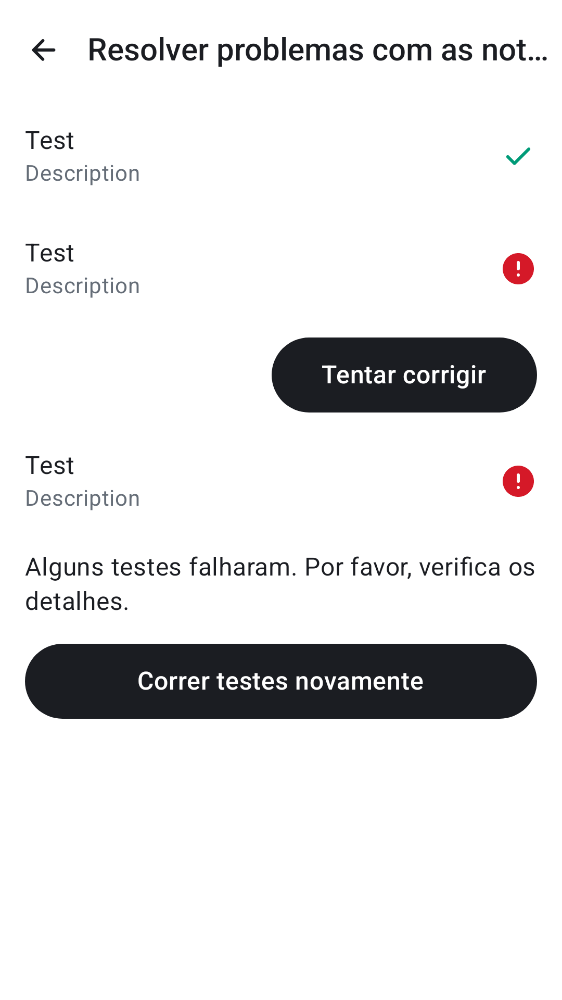 Resolver problemas com as not...
Test
Description
Test
Description
Tentar corrigir
Test
Description
Alguns testes falharam. Por favor, verifica os
detalhes.
Correr testes novamente